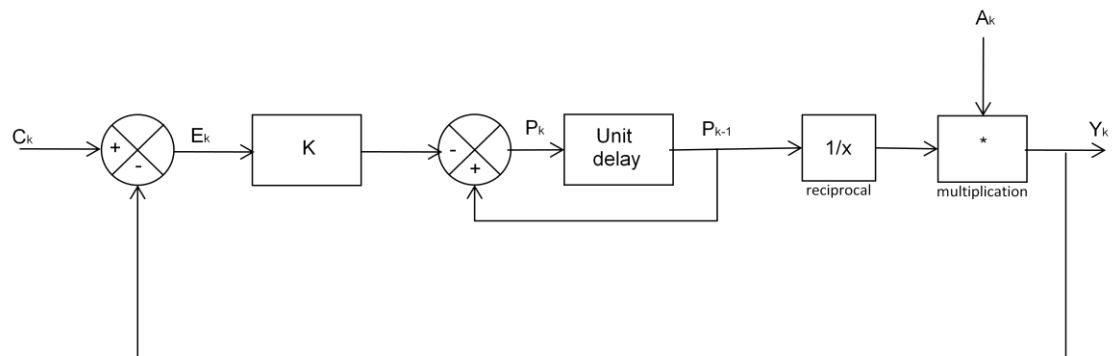 Aₖ
Cₖ
+
-
Eₖ
K
-
+
Pₖ
Unit
delay
Pₖ₋₁
1/x
reciprocal
*
multiplication
Yₖ